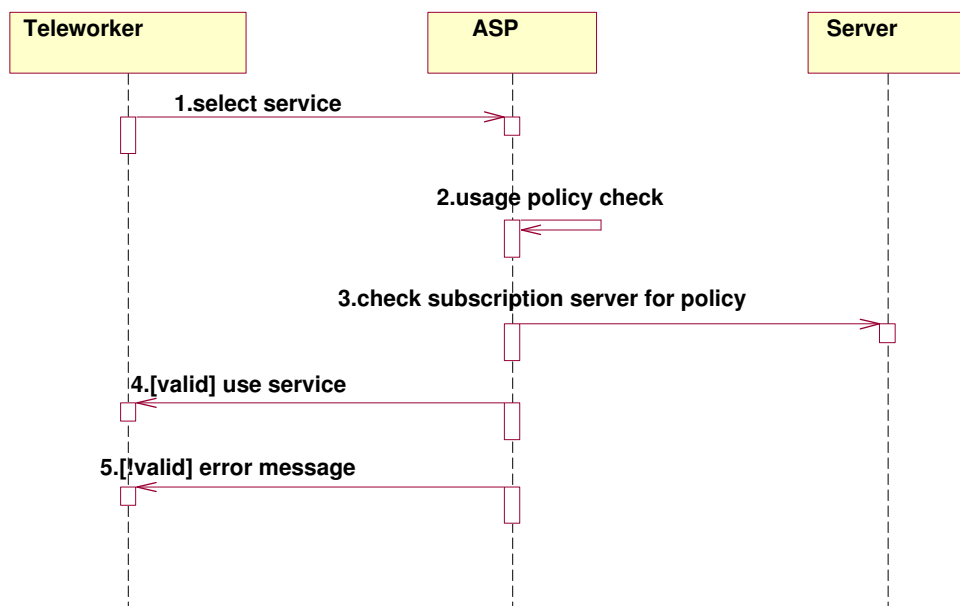 Teleworker
ASP
Server
1.select service
2.usage policy check
3.check subscription server for policy
4.[valid] use service
5.[!valid] error message